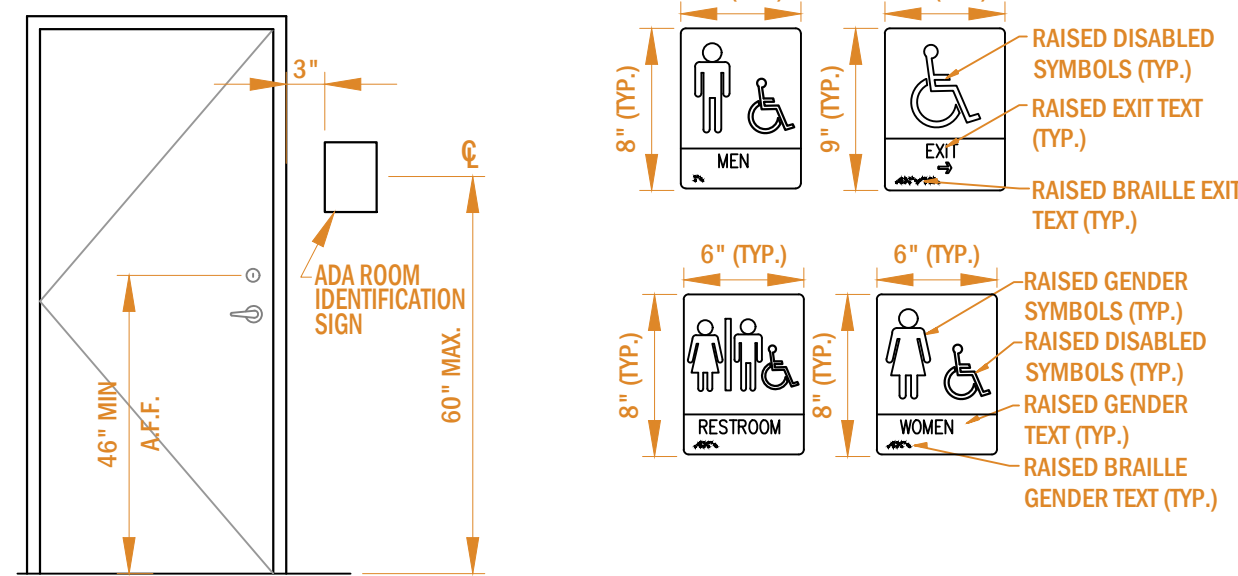 3"
℄
ADA ROOM
IDENTIFICATION
SIGN
46" MIN
A.F.F.
60" MAX.
8" (TYP.)
MEN
9" (TYP.)
EXIT
RAISED DISABLED
SYMBOLS (TYP.)
RAISED EXIT TEXT
(TYP.)
RAISED BRAILLE EXIT
TEXT (TYP.)
6" (TYP.)
8" (TYP.)
RESTROOM
6" (TYP.)
8" (TYP.)
WOMEN
RAISED GENDER
SYMBOLS (TYP.)
RAISED DISABLED
SYMBOLS (TYP.)
RAISED GENDER
TEXT (TYP.)
RAISED BRAILLE
GENDER TEXT (TYP.)